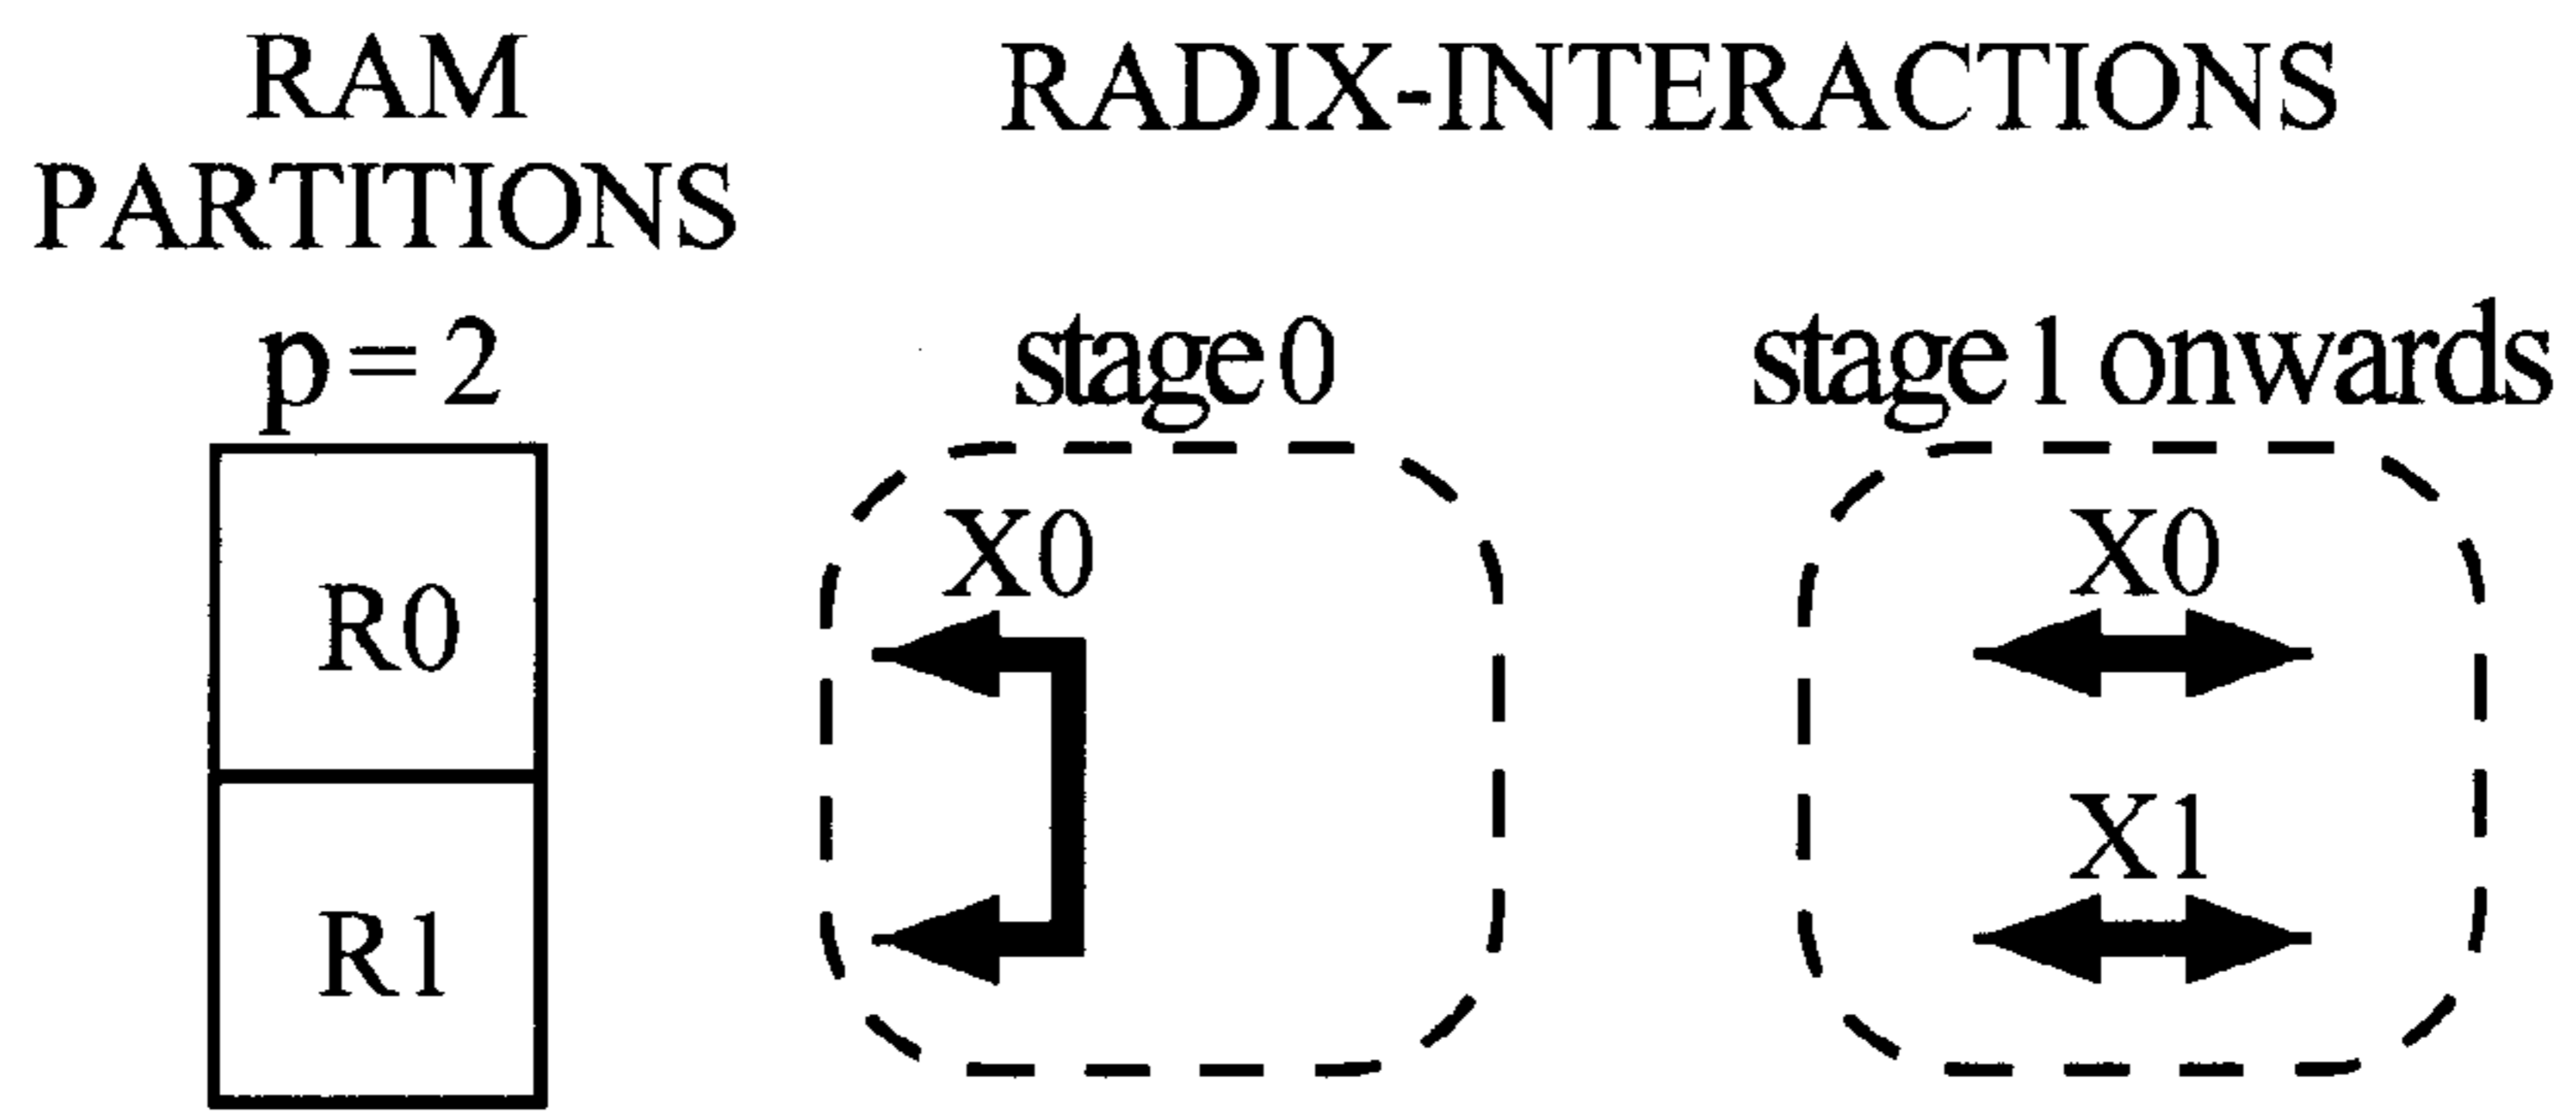 RAM
PARTITIONS
RADIX-INTERACTIONS
p = 2
stage 0
stage 1 onwards
R0
R1
X0
X0
X1